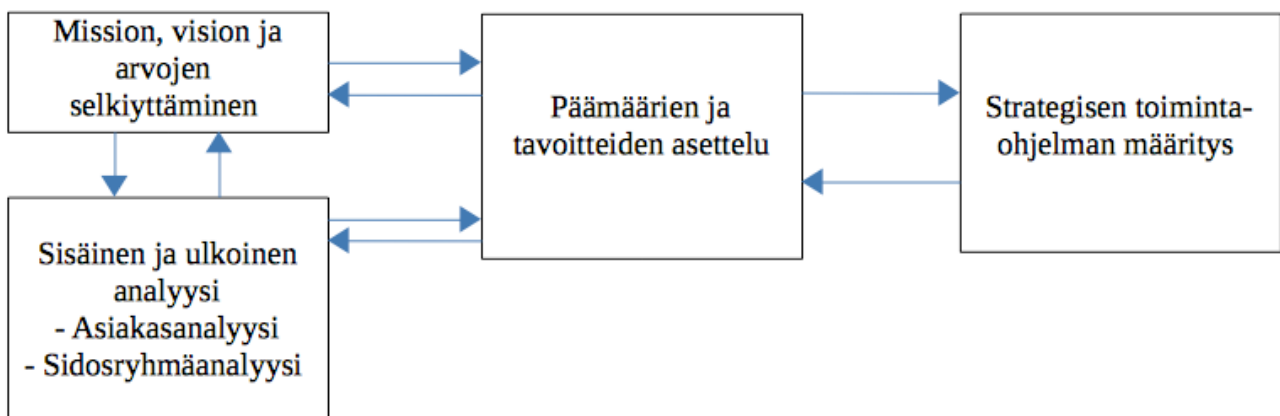 Mission, vision ja
arvojen
selkiyttäminen
Päämäärien ja
tavoitteiden asettelu
Strategisen toiminta-
ohjelman määritys
Sisäinen ja ulkoinen
analyysi
- Asiakasanalyysi
- Sidosryhmäanalyysi